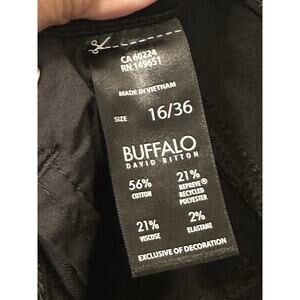 CA 60224
RN 149651
MADE IN VIETNAM
SIZE 16/36
BUFFALO
DAVID BITTON
56% 21%
COTTON REPREVE®
RECYCLED
POLYESTER
21% 2%
VISCOSE ELASTANE
EXCLUSIVE OF DECORATION